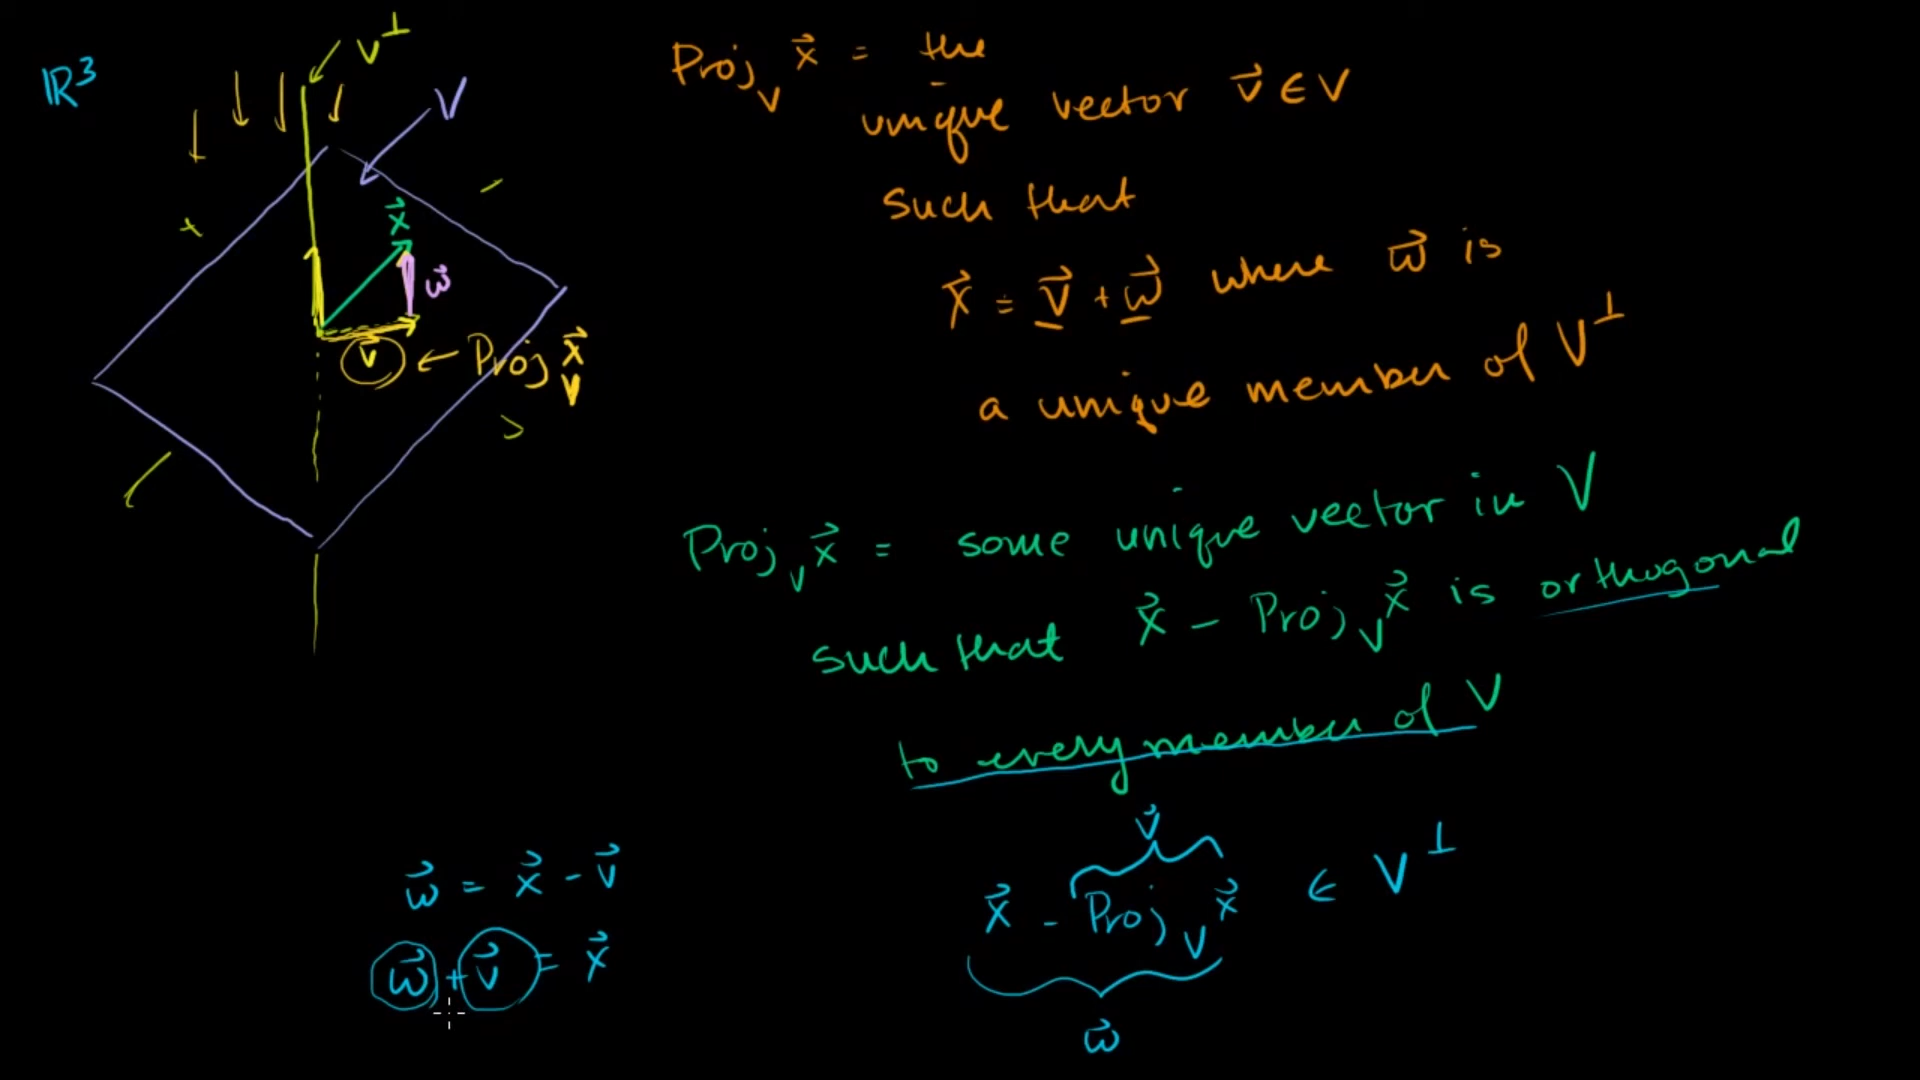 ℝ³
V⊥
V
x⃗
w⃗
v⃗ ← Proj_V x⃗
Proj_V x⃗ = the
unique vector v⃗ ∈ V
such that
x⃗ = v⃗ + w⃗ where w⃗ is
a unique member of V⊥
Proj_V x⃗ = some unique vector in V
such that x⃗ - Proj_V x⃗ is orthogonal
to every member of V
v⃗
x⃗ - Proj_V x⃗ ∈ V⊥
w⃗
w⃗ = x⃗ - v⃗
w⃗ + v⃗ = x⃗